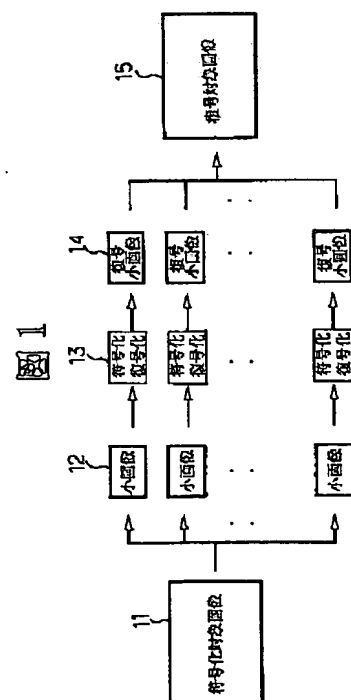 図1
11
12
13
14
15
符号化対象画像
小画像
符号化
復号化
復号
小画像
小画像
符号化
復号化
復号
小画像
小画像
符号化
復号化
復号
小画像
復号対象画像